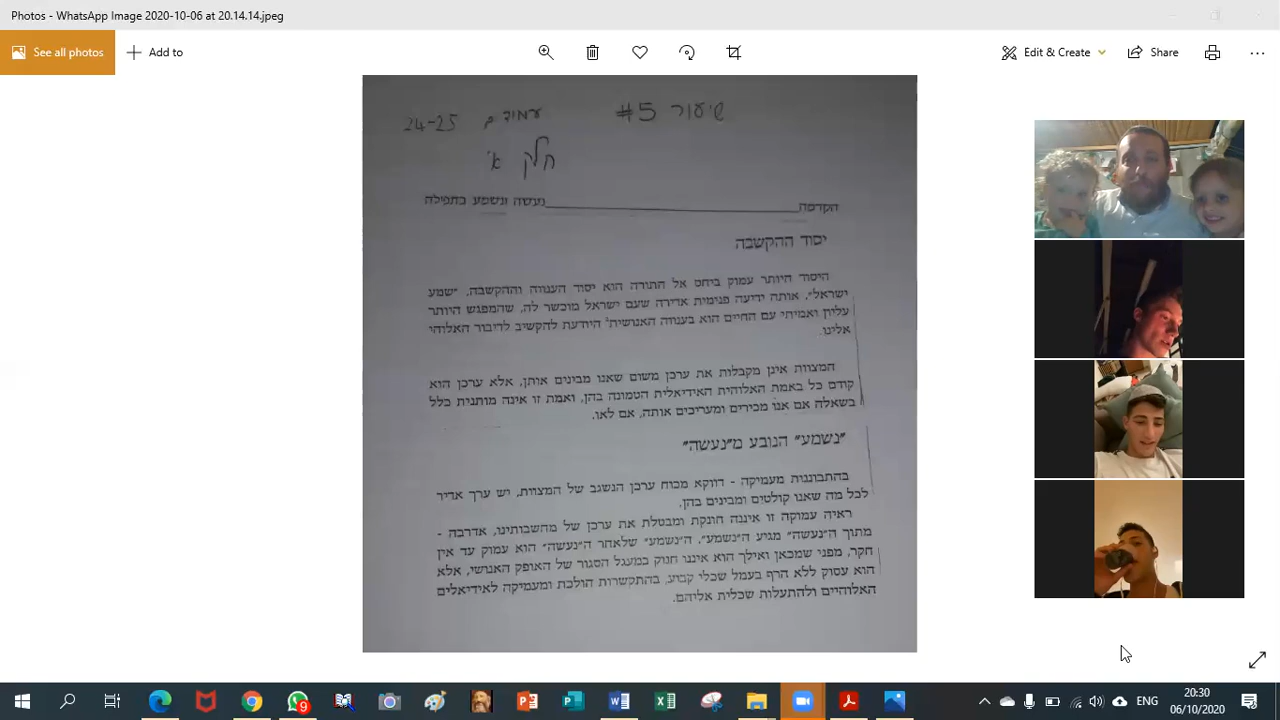 Photos - WhatsApp Image 2020-10-06 at 20.14.14.jpeg
See all photos
Add to
Edit & Create
Share
שיעור #5 עמודים 24-25
חלק א'
הקדמה נעשה ונשמע בתפילה
יסוד ההקשבה
היסוד היותר עמוק ביחס אל התורה הוא יסוד הענווה וההקשבה. "שמע
ישראל". אותה ידיעה פנימית אדירה שעם ישראל מוכשר לה, שהמפגש היותר
עליון ואמיתי עם החיים הוא בענווה האנושית היודעת להקשיב לדיבור האלוהי
אלינו.
המצוות אינן מקבלות את ערכן משום שאנו מבינים אותן, אלא ערכן הוא
קודם כל באמת האלוהית האידיאלית הטמונה בהן, ואמת זו אינה מותנית כלל
בשאלה אם אנו מכירים ומעריכים אותה, אם לאו.
"נשמע" הנובע מ"נעשה"
בהתבוננות מעמיקה - דווקא מכוח ערכן הנשגב של המצוות, יש ערך אדיר
לכל מה שאנו קולטים ומבינים בהן.
ראיה עמוקה זו איננה חונקת ומבטלת את ערכן של מחשבותינו, אדרבה -
מתוך ה"נעשה" מגיע ה"נשמע". ה"נשמע" שלאחר ה"נעשה" הוא עמוק עד אין
חקר, מפני שמכאן ואילך הוא איננו חנוק במעגל הסגור של האופק האנושי, אלא
הוא עסוק ללא הרף בעמל שכלי קבוע, בהתקשרות הולכת ומעמיקה לאידיאלים
האלוהיים ולהתעלות שכלית אליהם.
9
ENG
20:30
06/10/2020